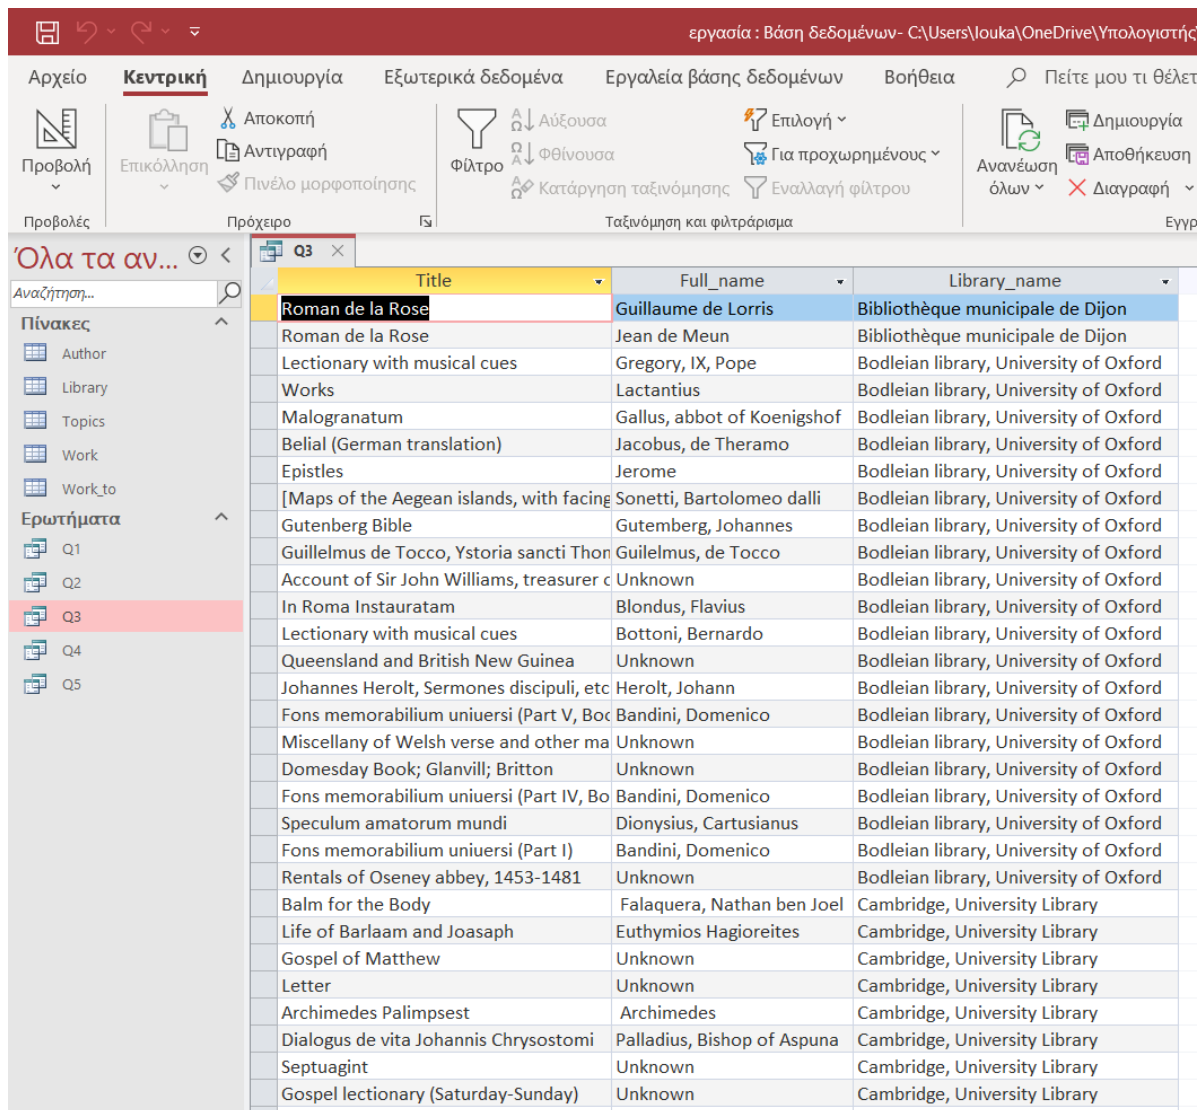 εργασία : Βάση δεδομένων- C:\Users\louka\OneDrive\Υπολογιστής\
Αρχείο Κεντρική Δημιουργία Εξωτερικά δεδομένα Εργαλεία βάσης δεδομένων Βοήθεια Πείτε μου τι θέλετ
Προβολή
Επικόλληση
Αποκοπή
Αντιγραφή
Πινέλο μορφοποίησης
Φίλτρο
Αύξουσα
Φθίνουσα
Κατάργηση ταξινόμησης
Επιλογή
Για προχωρημένους
Εναλλαγή φίλτρου
Ανανέωση
όλων
Δημιουργία
Αποθήκευση
Διαγραφή
Προβολές Πρόχειρο Ταξινόμηση και φιλτράρισμα Εγγρ
Όλα τα αν...
Αναζήτηση...
Πίνακες
Author
Library
Topics
Work
Work_to
Ερωτήματα
Q1
Q2
Q3
Q4
Q5
Q3
Title Full_name Library_name
Roman de la Rose Guillaume de Lorris Bibliothèque municipale de Dijon
Roman de la Rose Jean de Meun Bibliothèque municipale de Dijon
Lectionary with musical cues Gregory, IX, Pope Bodleian library, University of Oxford
Works Lactantius Bodleian library, University of Oxford
Malogranatum Gallus, abbot of Koenigshof Bodleian library, University of Oxford
Belial (German translation) Jacobus, de Theramo Bodleian library, University of Oxford
Epistles Jerome Bodleian library, University of Oxford
[Maps of the Aegean islands, with facing Sonetti, Bartolomeo dalli Bodleian library, University of Oxford
Gutenberg Bible Gutemberg, Johannes Bodleian library, University of Oxford
Guillelmus de Tocco, Ystoria sancti Thon Guilelmus, de Tocco Bodleian library, University of Oxford
Account of Sir John Williams, treasurer c Unknown Bodleian library, University of Oxford
In Roma Instauratam Blondus, Flavius Bodleian library, University of Oxford
Lectionary with musical cues Bottoni, Bernardo Bodleian library, University of Oxford
Queensland and British New Guinea Unknown Bodleian library, University of Oxford
Johannes Herolt, Sermones discipuli, etc Herolt, Johann Bodleian library, University of Oxford
Fons memorabilium uniuersi (Part V, Boc Bandini, Domenico Bodleian library, University of Oxford
Miscellany of Welsh verse and other ma Unknown Bodleian library, University of Oxford
Domesday Book; Glanvill; Britton Unknown Bodleian library, University of Oxford
Fons memorabilium uniuersi (Part IV, Bo Bandini, Domenico Bodleian library, University of Oxford
Speculum amatorum mundi Dionysius, Cartusianus Bodleian library, University of Oxford
Fons memorabilium uniuersi (Part I) Bandini, Domenico Bodleian library, University of Oxford
Rentals of Oseney abbey, 1453-1481 Unknown Bodleian library, University of Oxford
Balm for the Body Falaquera, Nathan ben Joel Cambridge, University Library
Life of Barlaam and Joasaph Euthymios Hagioreites Cambridge, University Library
Gospel of Matthew Unknown Cambridge, University Library
Letter Unknown Cambridge, University Library
Archimedes Palimpsest Archimedes Cambridge, University Library
Dialogus de vita Johannis Chrysostomi Palladius, Bishop of Aspuna Cambridge, University Library
Septuagint Unknown Cambridge, University Library
Gospel lectionary (Saturday-Sunday) Unknown Cambridge, University Library